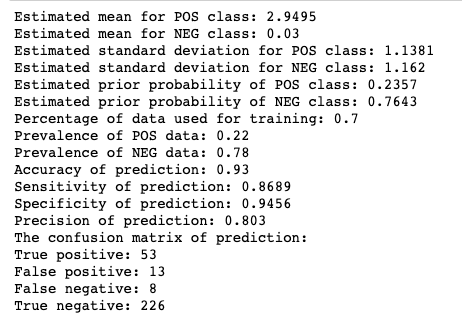 Estimated mean for POS class: 2.9495
Estimated mean for NEG class: 0.03
Estimated standard deviation for POS class: 1.1381
Estimated standard deviation for NEG class: 1.162
Estimated prior probability of POS class: 0.2357
Estimated prior probability of NEG class: 0.7643
Percentage of data used for training: 0.7
Prevalence of POS data: 0.22
Prevalence of NEG data: 0.78
Accuracy of prediction: 0.93
Sensitivity of prediction: 0.8689
Specificity of prediction: 0.9456
Precision of prediction: 0.803
The confusion matrix of prediction:
True positive: 53
False positive: 13
False negative: 8
True negative: 226